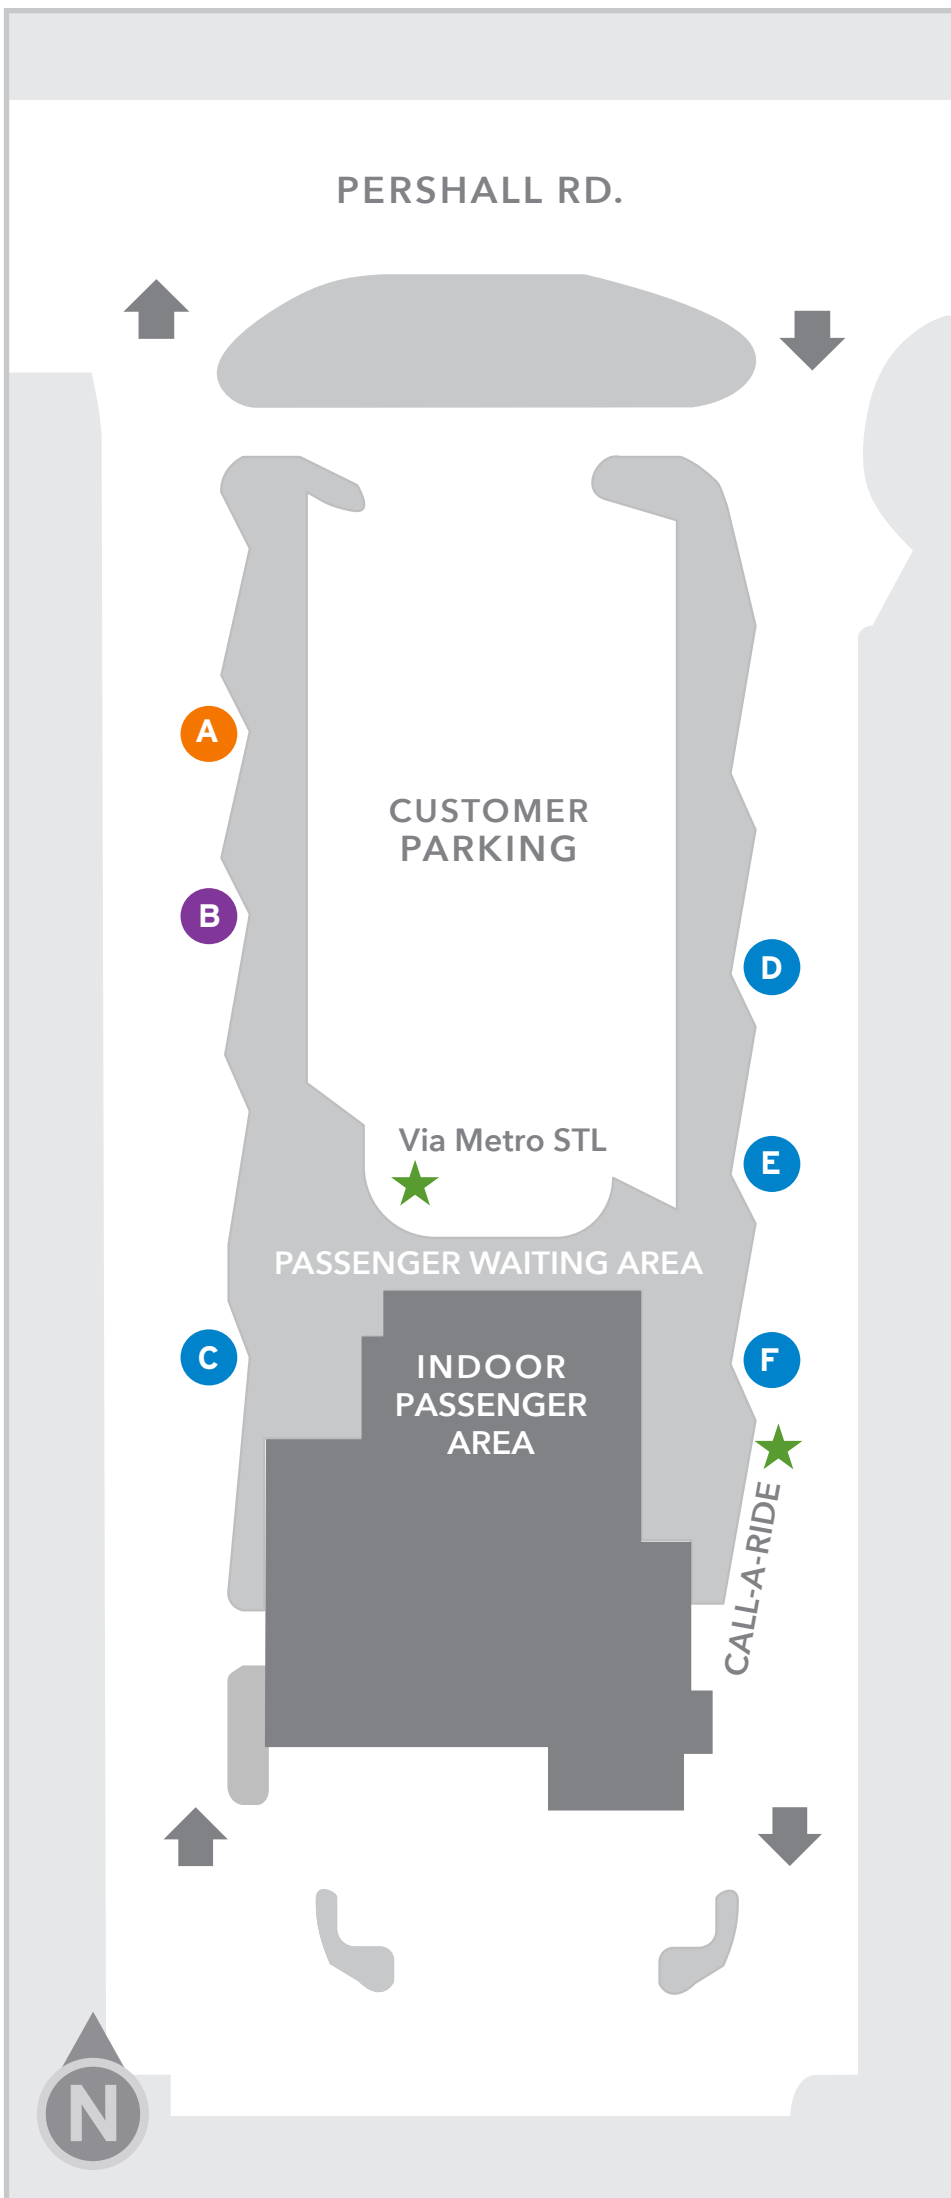 PERSHALL RD.
A
CUSTOMER
PARKING
B
D
Via Metro STL
E
PASSENGER WAITING AREA
C
F
INDOOR
PASSENGER
AREA
CALL-A-RIDE
N